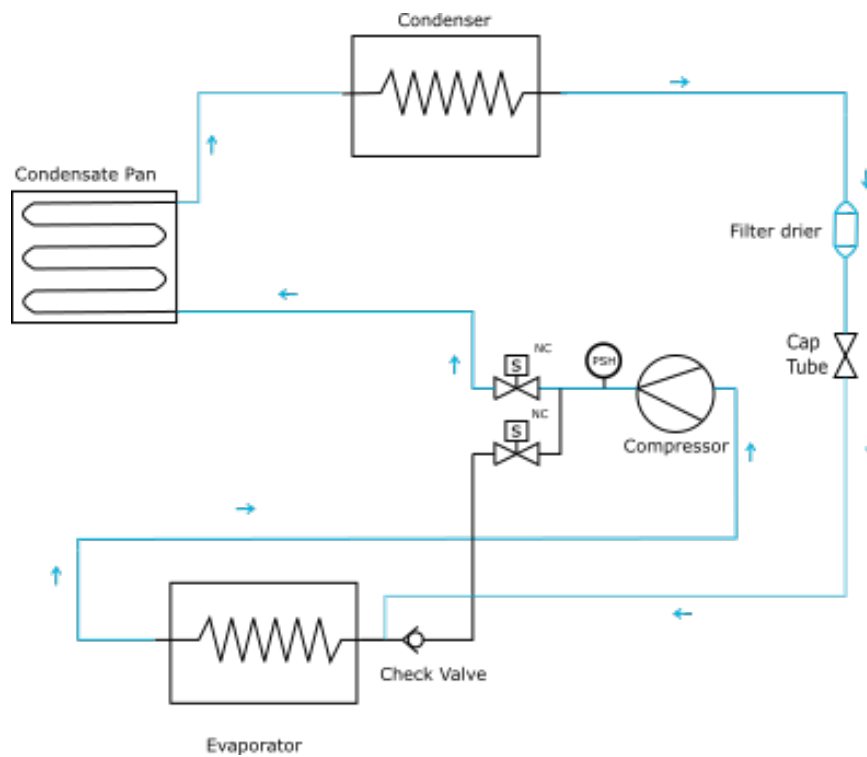 Condenser
Condensate Pan
Filter drier
NC
S
PSH
Cap
Tube
NC
S
Compressor
Check Valve
Evaporator